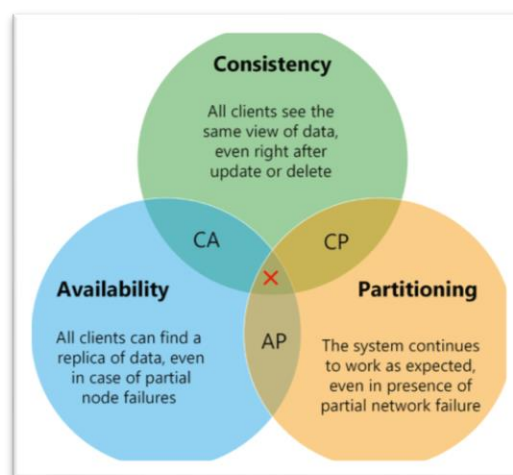 Consistency
All clients see the
same view of data,
even right after
update or delete
CA
CP
Availability
All clients can find a
replica of data, even
in case of partial
node failures
AP
Partitioning
The system continues
to work as expected,
even in presence of
partial network failure